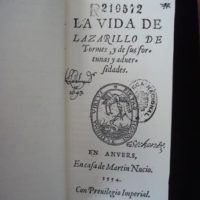 R 210572
LA VIDA DE
LAZARILLO DE
Tormes, y de sus for-
tunas y aduer-
sidades.
EN ANVERS,
En casa de Martin Nucio.
1554.
Con Preuilegio Imperial.